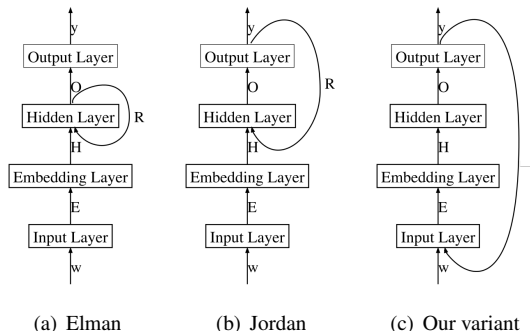 y
Output Layer
O
Hidden Layer
R
H
Embedding Layer
E
Input Layer
w
(a) Elman
y
Output Layer
O
R
Hidden Layer
H
Embedding Layer
E
Input Layer
w
(b) Jordan
y
Output Layer
O
Hidden Layer
H
Embedding Layer
E
Input Layer
w
(c) Our variant